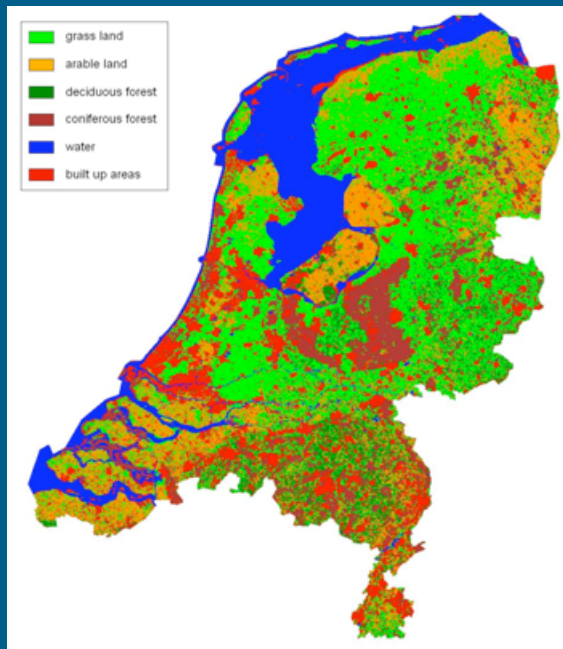 grass land
arable land
deciduous forest
coniferous forest
water
built up areas